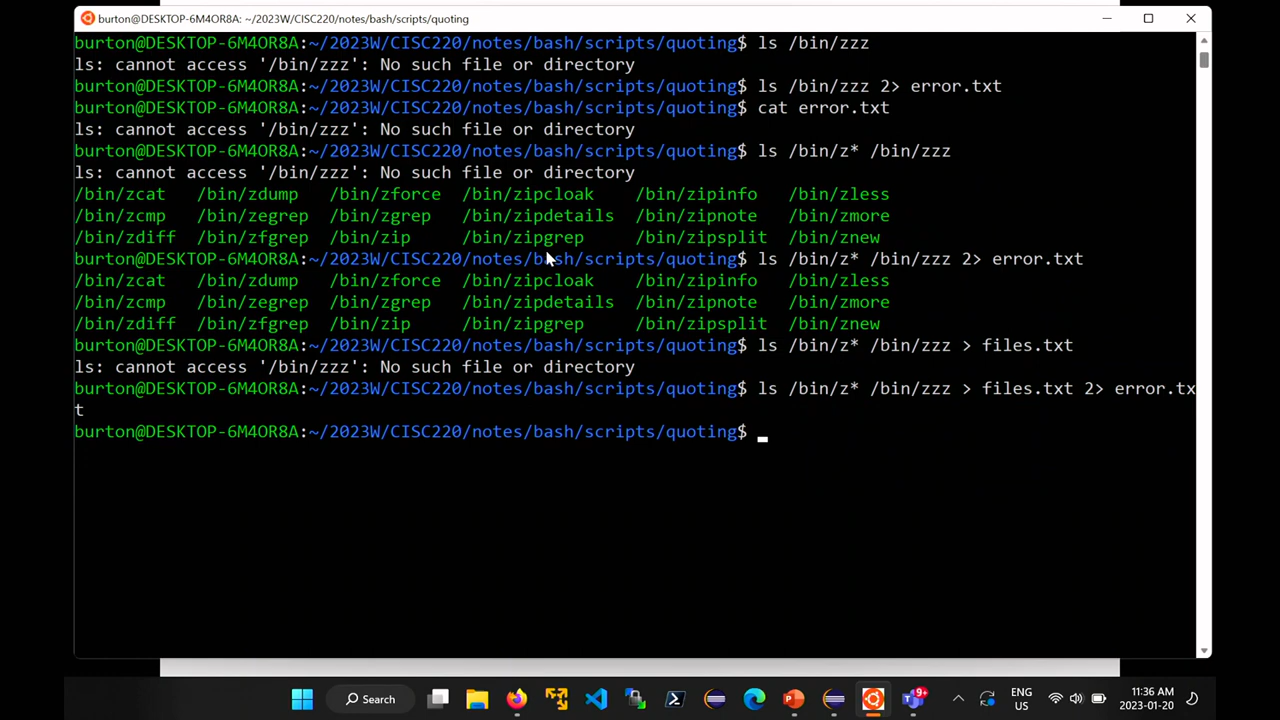 burton@DESKTOP-6M4OR8A: ~/2023W/CISC220/notes/bash/scripts/quoting
burton@DESKTOP-6M4OR8A:~/2023W/CISC220/notes/bash/scripts/quoting$ ls /bin/zzz
ls: cannot access '/bin/zzz': No such file or directory
burton@DESKTOP-6M4OR8A:~/2023W/CISC220/notes/bash/scripts/quoting$ ls /bin/zzz 2> error.txt
burton@DESKTOP-6M4OR8A:~/2023W/CISC220/notes/bash/scripts/quoting$ cat error.txt
ls: cannot access '/bin/zzz': No such file or directory
burton@DESKTOP-6M4OR8A:~/2023W/CISC220/notes/bash/scripts/quoting$ ls /bin/z* /bin/zzz
ls: cannot access '/bin/zzz': No such file or directory
/bin/zcat /bin/zdump /bin/zforce /bin/zipcloak /bin/zipinfo /bin/zless
/bin/zcmp /bin/zegrep /bin/zgrep /bin/zipdetails /bin/zipnote /bin/zmore
/bin/zdiff /bin/zfgrep /bin/zip /bin/zipgrep /bin/zipsplit /bin/znew
burton@DESKTOP-6M4OR8A:~/2023W/CISC220/notes/bash/scripts/quoting$ ls /bin/z* /bin/zzz 2> error.txt
/bin/zcat /bin/zdump /bin/zforce /bin/zipcloak /bin/zipinfo /bin/zless
/bin/zcmp /bin/zegrep /bin/zgrep /bin/zipdetails /bin/zipnote /bin/zmore
/bin/zdiff /bin/zfgrep /bin/zip /bin/zipgrep /bin/zipsplit /bin/znew
burton@DESKTOP-6M4OR8A:~/2023W/CISC220/notes/bash/scripts/quoting$ ls /bin/z* /bin/zzz > files.txt
ls: cannot access '/bin/zzz': No such file or directory
burton@DESKTOP-6M4OR8A:~/2023W/CISC220/notes/bash/scripts/quoting$ ls /bin/z* /bin/zzz > files.txt 2> error.tx
t
burton@DESKTOP-6M4OR8A:~/2023W/CISC220/notes/bash/scripts/quoting$
Search
9+
ENG
US
11:36 AM
2023-01-20